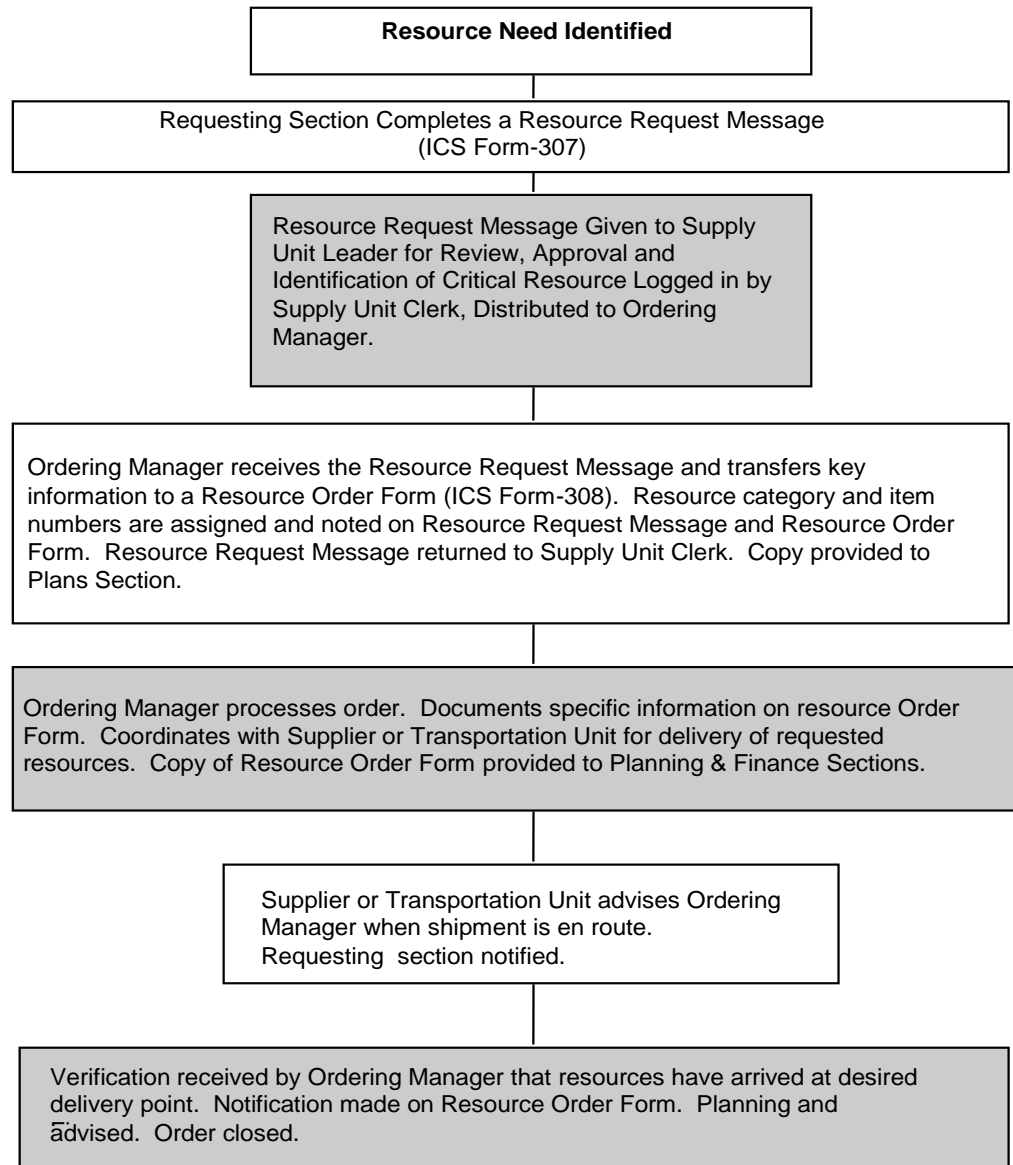 Resource Need Identified
Requesting Section Completes a Resource Request Message
(ICS Form-307)
Resource Request Message Given to Supply
Unit Leader for Review, Approval and
Identification of Critical Resource Logged in by
Supply Unit Clerk, Distributed to Ordering
Manager.
Ordering Manager receives the Resource Request Message and transfers key
information to a Resource Order Form (ICS Form-308).  Resource category and item
numbers are assigned and noted on Resource Request Message and Resource Order
Form.  Resource Request Message returned to Supply Unit Clerk.  Copy provided to
Plans Section.
Ordering Manager processes order.  Documents specific information on resource Order
Form.  Coordinates with Supplier or Transportation Unit for delivery of requested
resources.  Copy of Resource Order Form provided to Planning & Finance Sections.
Supplier or Transportation Unit advises Ordering
Manager when shipment is en route.
Requesting  section notified.
Verification received by Ordering Manager that resources have arrived at desired
delivery point.  Notification made on Resource Order Form.  Planning and
advised.  Order closed.